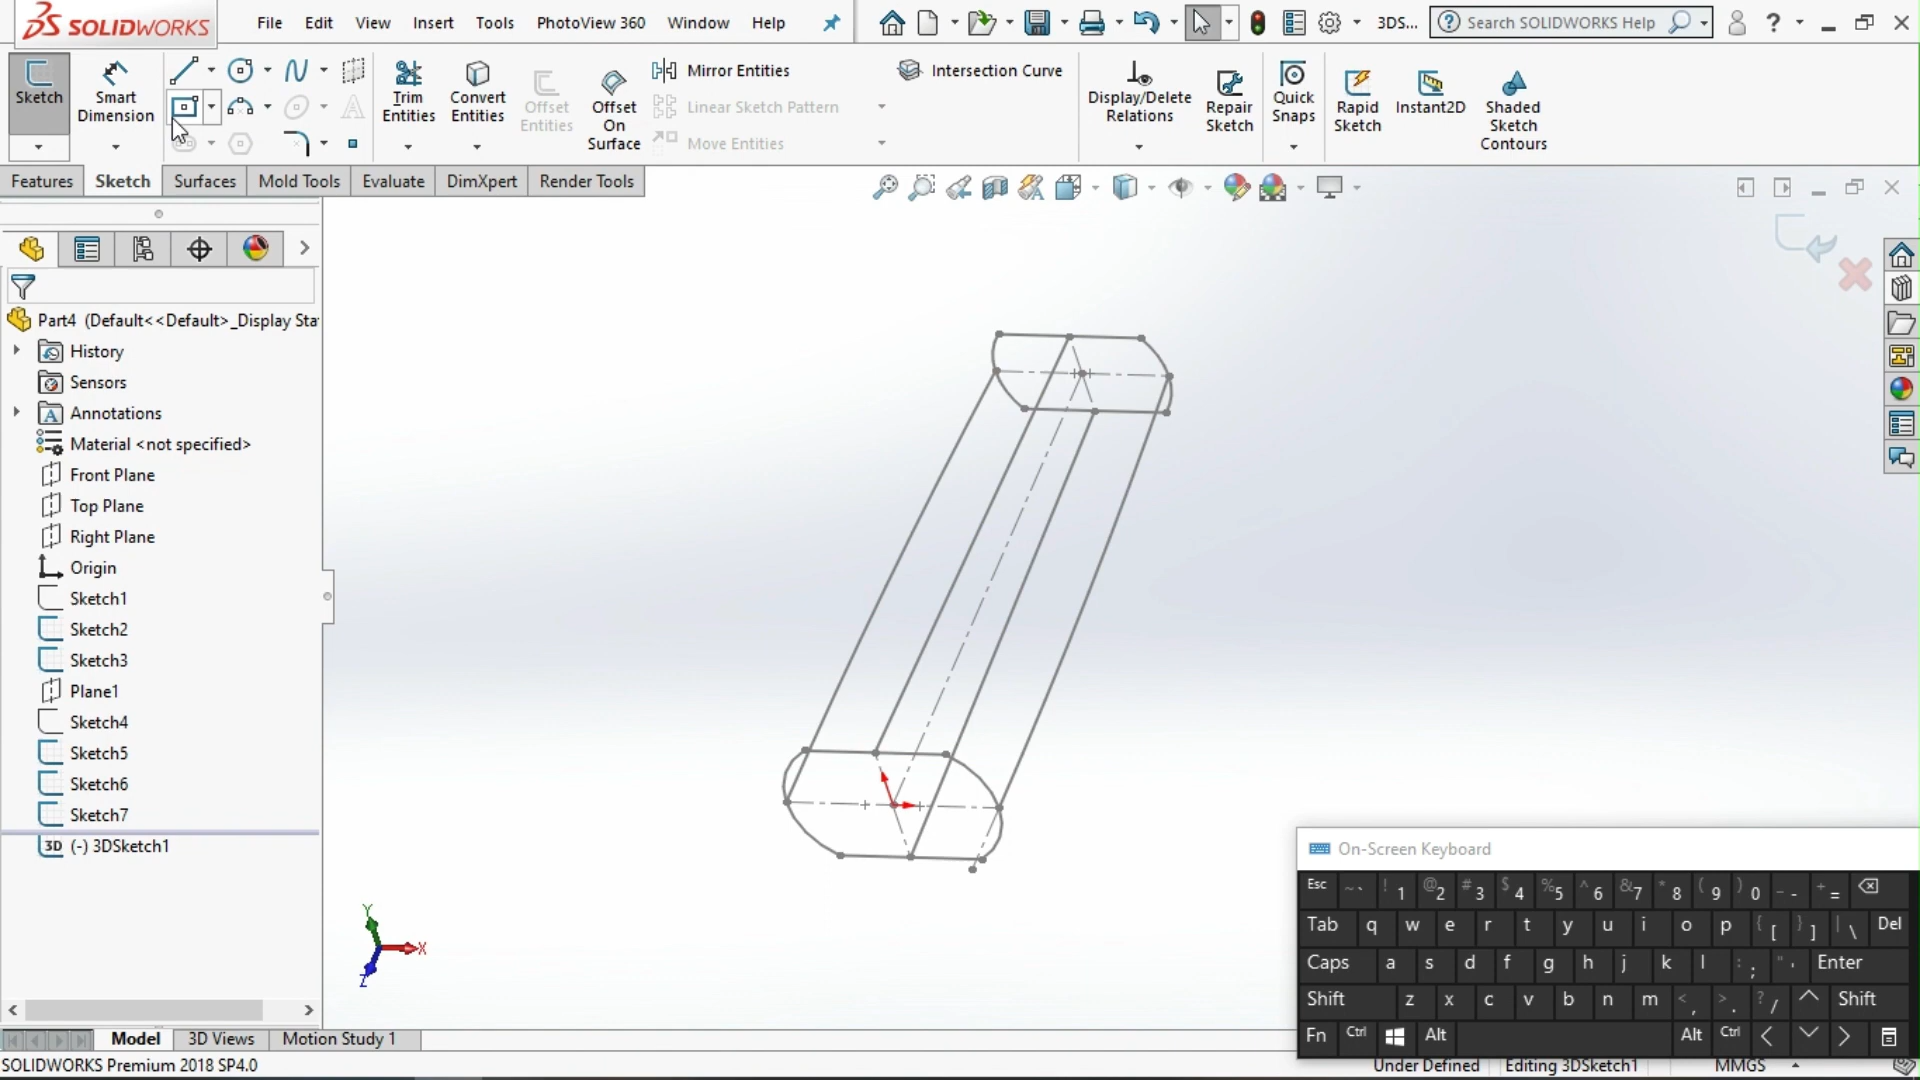 SOLIDWORKS
File Edit View Insert Tools PhotoView 360 Window Help
3DS...
Search SOLIDWORKS Help
?
Sketch
Smart Dimension
Trim Entities
Convert Entities
Offset Entities
Offset On Surface
Mirror Entities
Linear Sketch Pattern
Move Entities
Intersection Curve
Display/Delete Relations
Repair Sketch
Quick Snaps
Rapid Sketch
Instant2D
Shaded Sketch Contours
Features Sketch Surfaces Mold Tools Evaluate DimXpert Render Tools
Part4 (Default<<Default>_Display Sta
History
Sensors
Annotations
Material <not specified>
Front Plane
Top Plane
Right Plane
Origin
Sketch1
Sketch2
Sketch3
Plane1
Sketch4
Sketch5
Sketch6
Sketch7
3D (-) 3DSketch1
Y
X
Z
On-Screen Keyboard
Esc ~ ` ! 1 @ 2 # 3 $ 4 % 5 ^ 6 & 7 * 8 ( 9 ) 0 _ - + =
Tab q w e r t y u i o p { [ } ] | \ Del
Caps a s d f g h j k l : ; " ' Enter
Shift z x c v b n m < , > . ? / Shift
Fn Ctrl Alt Alt Ctrl
Model 3D Views Motion Study 1
SOLIDWORKS Premium 2018 SP4.0
Under Defined Editing 3DSketch1 MMGS